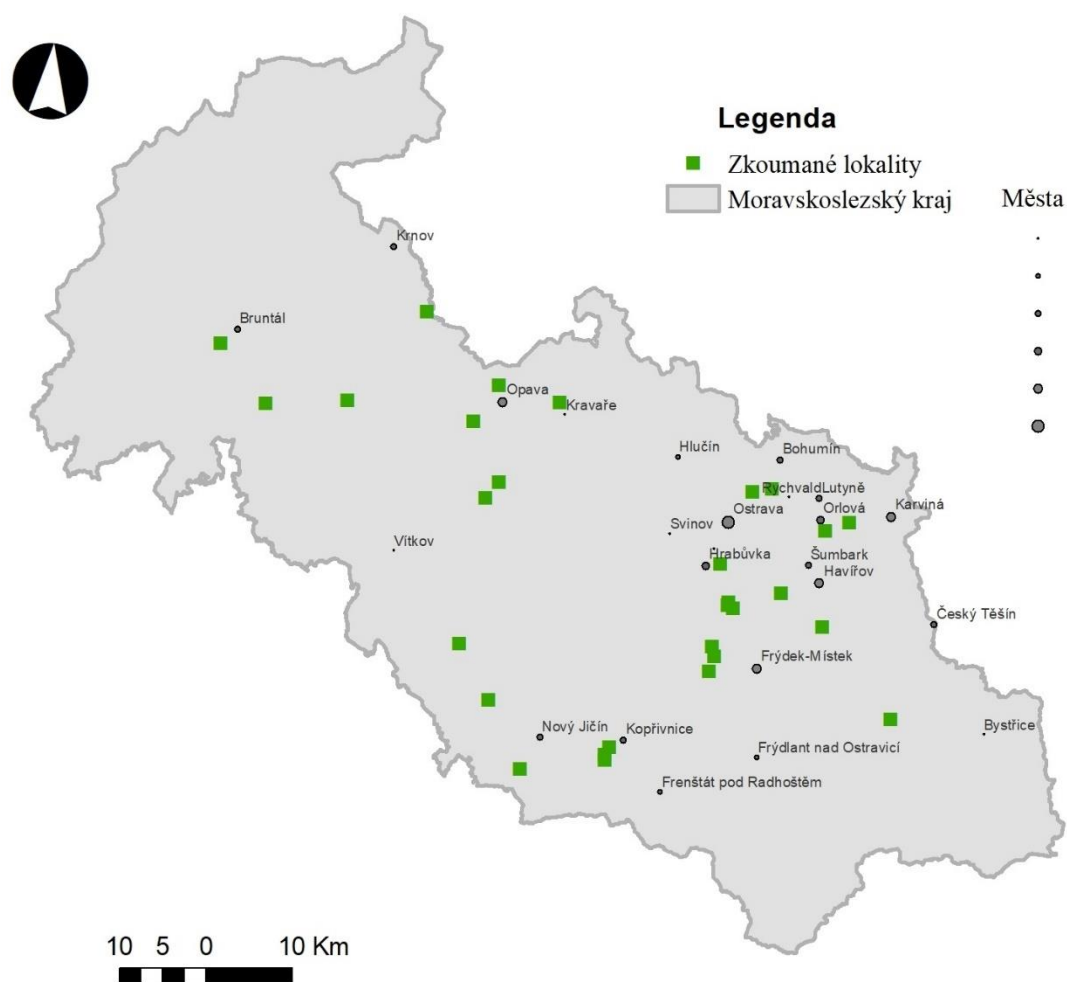 Legenda
Zkoumané lokality
Moravskoslezský kraj
Města
Krnov
Bruntál
Opava
Kravaře
Hlučín
Bohumín
RychvaldLutyně
Ostrava
Orlová
Karviná
Svinov
Vítkov
Hrabůvka
Šumbark
Havířov
Český Těšín
Frýdek-Místek
Nový Jičín
Kopřivnice
Bystřice
Frýdlant nad Ostravicí
Frenštát pod Radhoštěm
10 5 0 10 Km